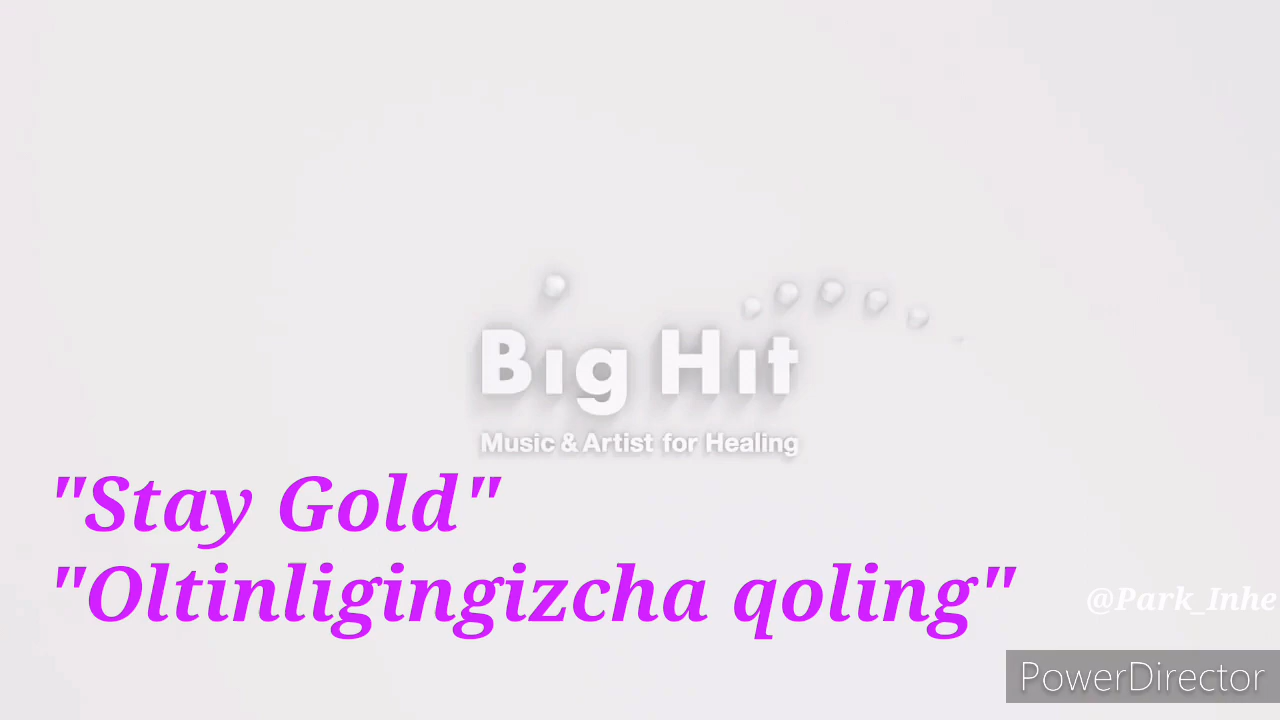 Big Hit
Music & Artist for Healing
"Stay Gold"
"Oltinligingizcha qoling"
@Park_Inhe
PowerDirector